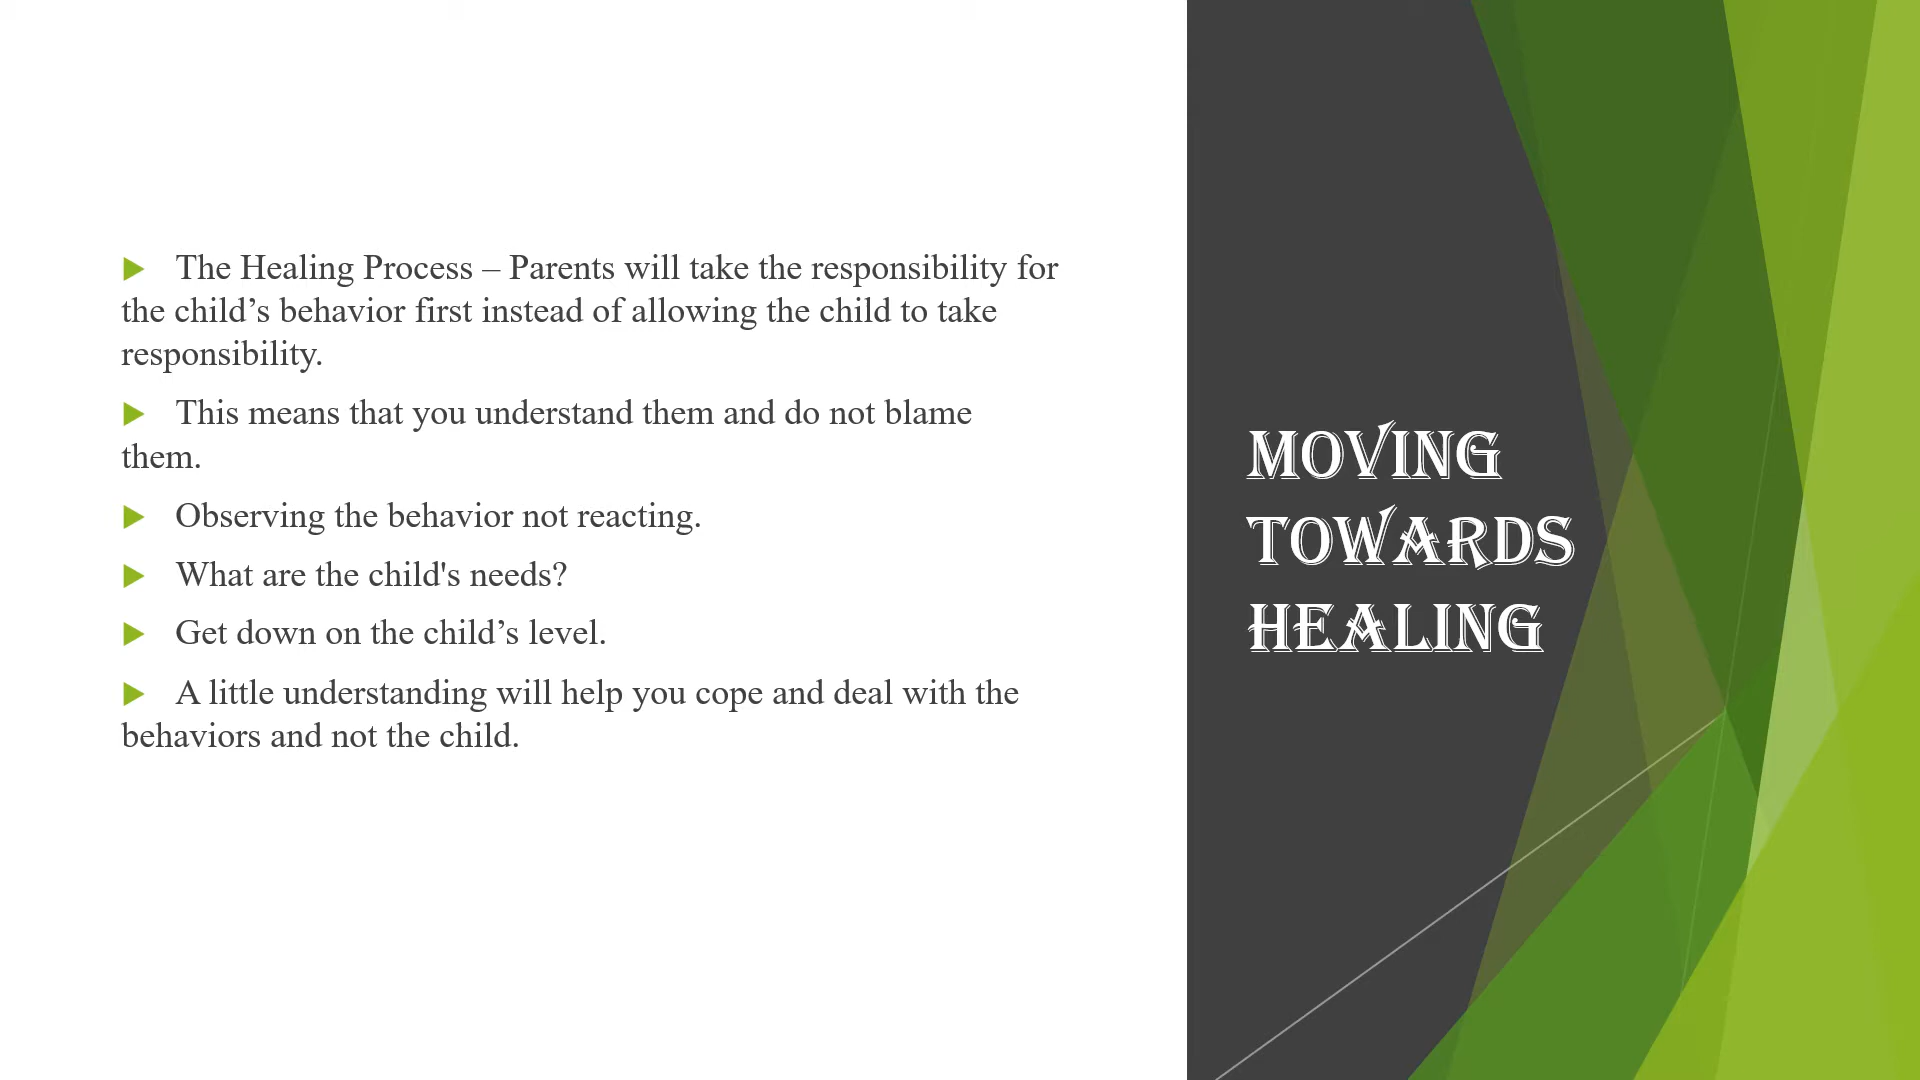 The Healing Process – Parents will take the responsibility for
the child’s behavior first instead of allowing the child to take
responsibility.
This means that you understand them and do not blame
them.
Observing the behavior not reacting.
What are the child's needs?
Get down on the child’s level.
A little understanding will help you cope and deal with the
behaviors and not the child.
MOVING
TOWARDS
HEALING